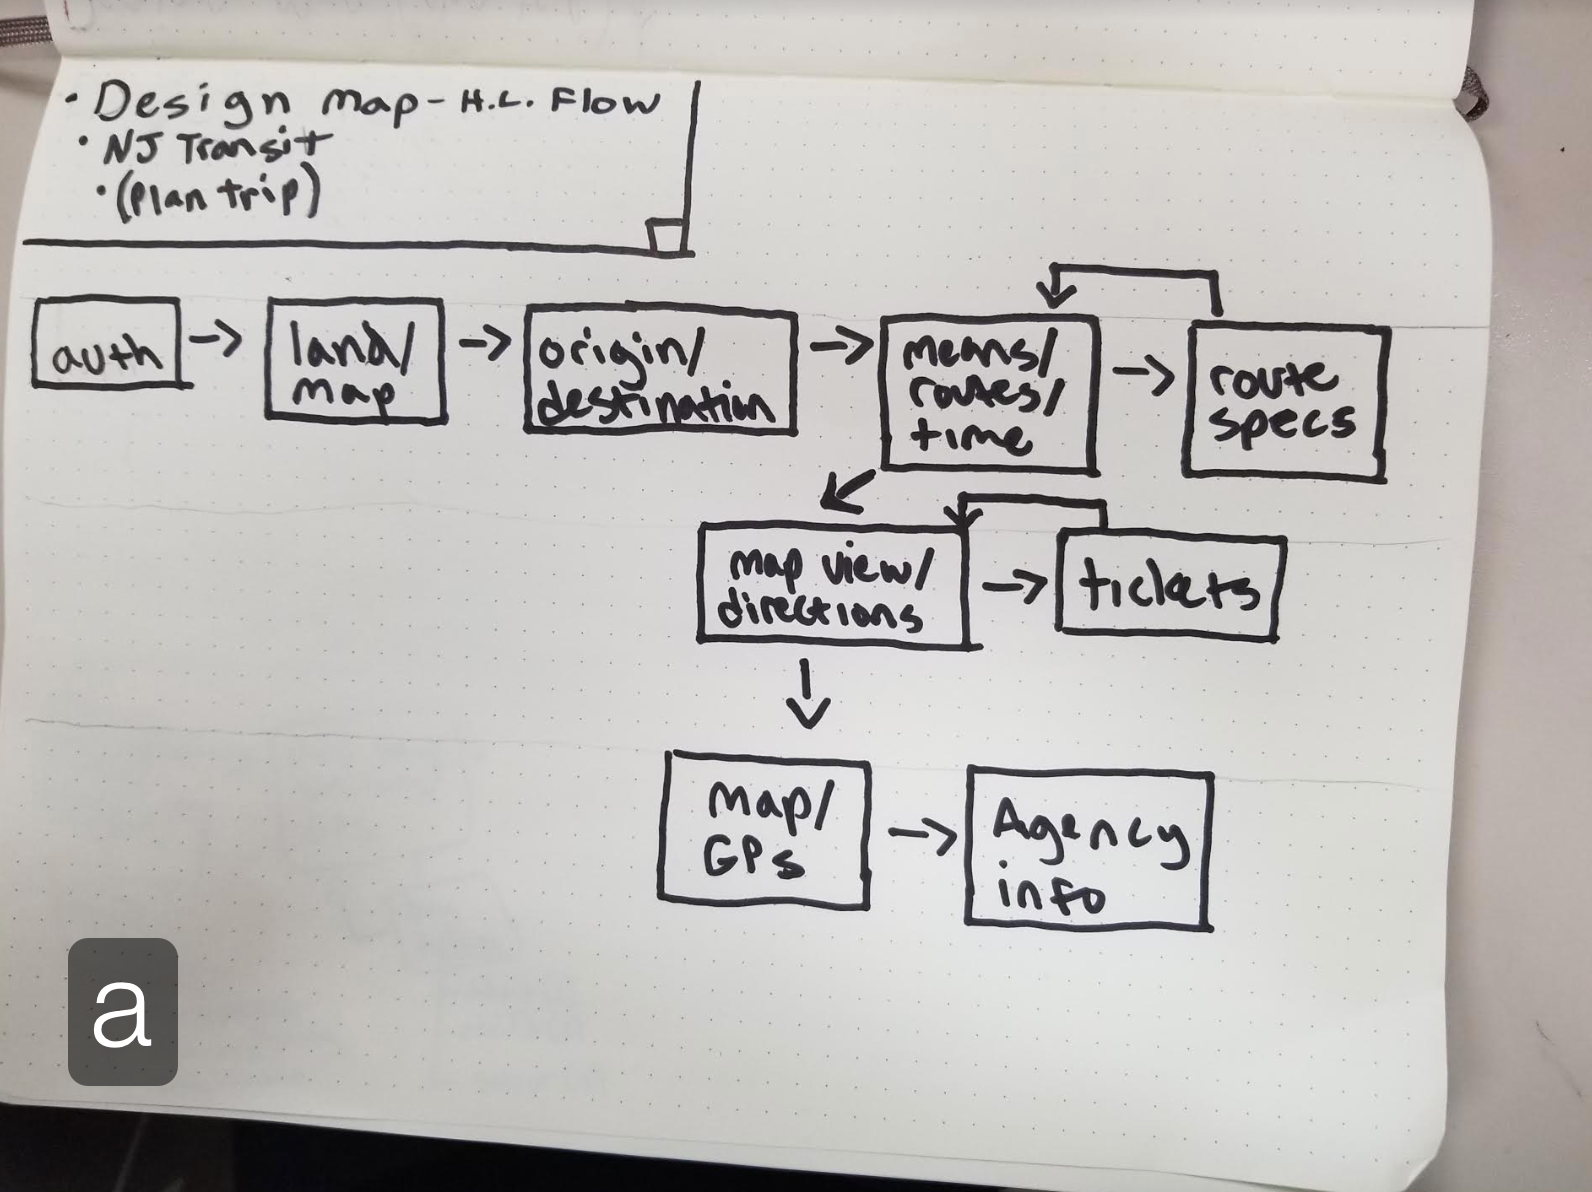 • Design map - H.L. Flow
• NJ Transit
• (Plan trip)
auth
land/
map
origin/
destination
means/
routes/
time
route
specs
map view/
directions
tickets
Map/
GPS
Agency
info
a